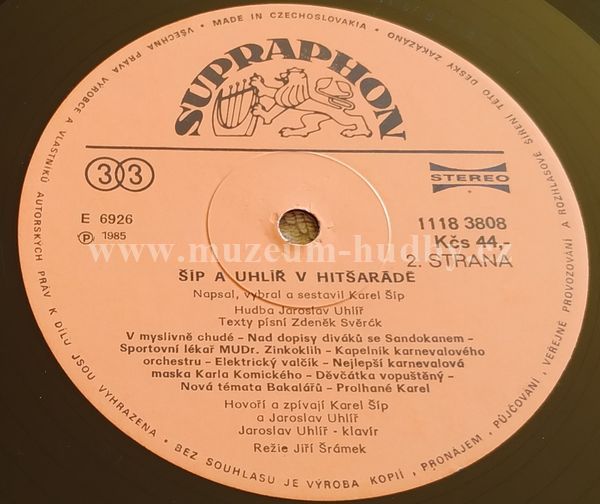 MADE IN CZECHOSLOVAKIA • VŠECHNA PRÁVA VÝROBCE A VLASTNÍKŮ AUTORSKÝCH PRÁV K DÍLU JSOU VYHRAZENA • BEZ SOUHLASU JE VÝROBA KOPIÍ, PRONÁJEM, PŮJČOVÁNÍ, VEŘEJNÉ PROVOZOVÁNÍ A ROZHLASOVÉ ŠÍŘENÍ TÉTO DESKY ZAKÁZÁNO •
SUPRAPHON
33
STEREO
E 6926
Ⓟ 1985
1118 3808
Kčs 44,-
2. STRANA
www.muzeum-hudby.cz
ŠÍP A UHLÍŘ V HITŠARÁDĚ
Napsal, vybral a sestavil Karel Šíp
Hudba Jaroslav Uhlíř
Texty písní Zdeněk Svěrák
V myslivně chudé – Nad dopisy diváků se Sandokanem –
Sportovní lékař MUDr. Zinkoklih – Kapelník karnevalového
orchestru – Elektrický valčík – Nejlepší karnevalová
maska Karla Komického – Děvčátka vopuštěný –
Nová témata Bakalářů – Prolhané Karel
Hovoří a zpívají Karel Šíp
a Jaroslav Uhlíř
Jaroslav Uhlíř - klavír
Režie Jiří Šrámek